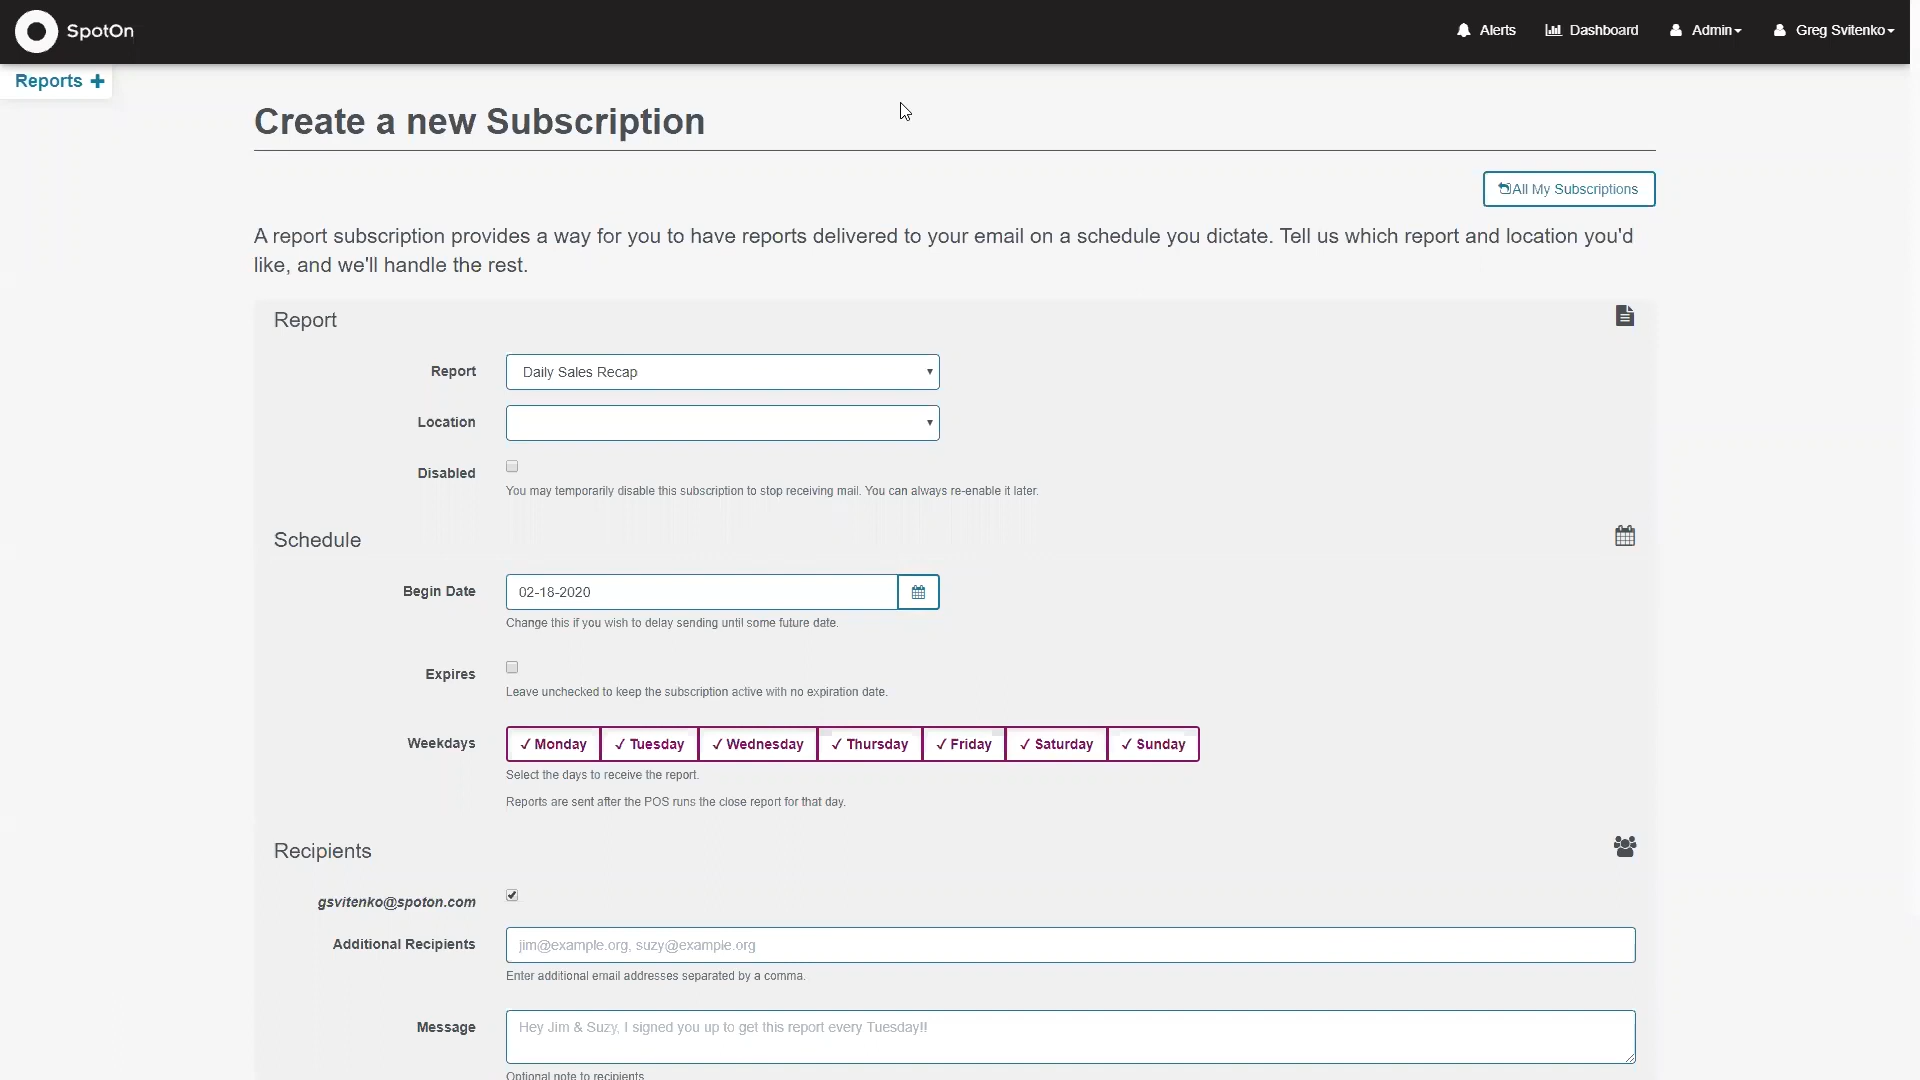 SpotOn
Alerts
Dashboard
Admin
Greg Svitenko
Reports
Create a new Subscription
All My Subscriptions
A report subscription provides a way for you to have reports delivered to your email on a schedule you dictate. Tell us which report and location you'd
like, and we'll handle the rest.
Report
Report
Daily Sales Recap
Location
Disabled
You may temporarily disable this subscription to stop receiving mail. You can always re-enable it later.
Schedule
Begin Date
02-18-2020
Change this if you wish to delay sending until some future date.
Expires
Leave unchecked to keep the subscription active with no expiration date.
Weekdays
✓ Monday
✓ Tuesday
✓ Wednesday
✓ Thursday
✓ Friday
✓ Saturday
✓ Sunday
Select the days to receive the report.
Reports are sent after the POS runs the close report for that day.
Recipients
gsvitenko@spoton.com
Additional Recipients
jim@example.org, suzy@example.org
Enter additional email addresses separated by a comma.
Message
Hey Jim & Suzy, I signed you up to get this report every Tuesday!!
Optional note to recipients